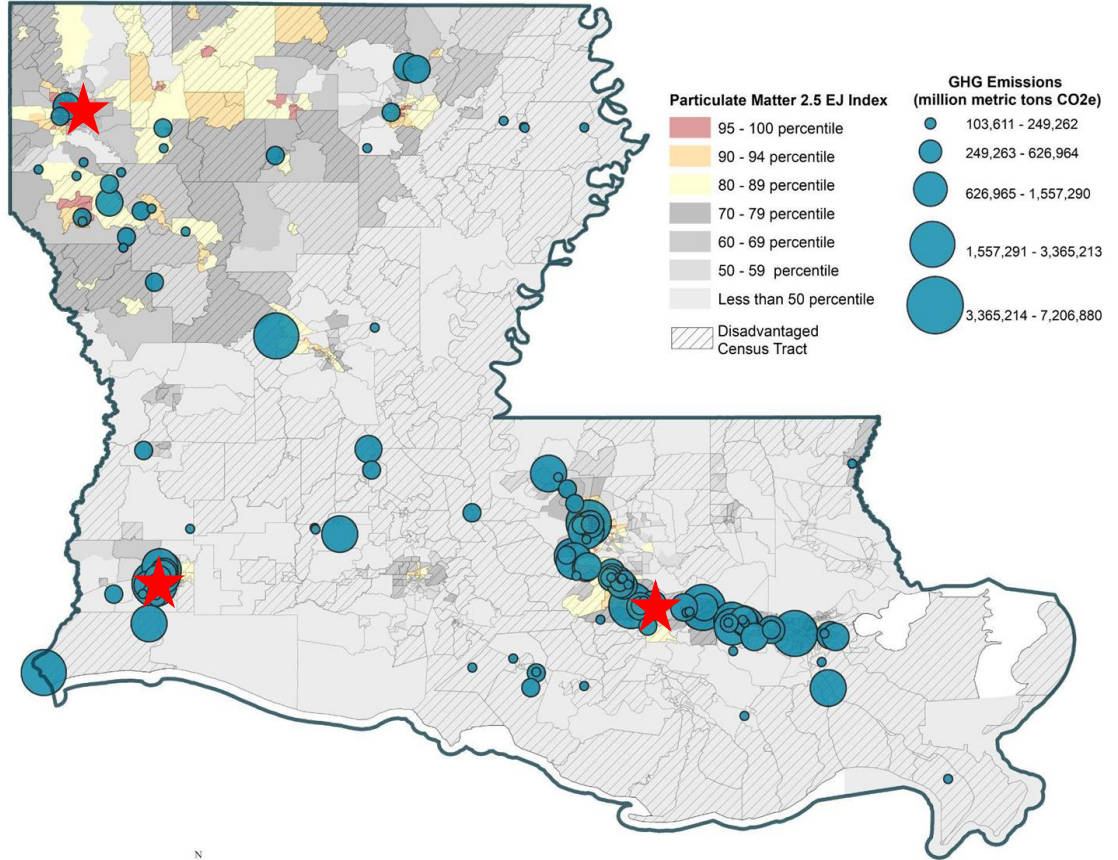 Particulate Matter 2.5 EJ Index
95 - 100 percentile
90 - 94 percentile
80 - 89 percentile
70 - 79 percentile
60 - 69 percentile
50 - 59 percentile
Less than 50 percentile
Disadvantaged
Census Tract
GHG Emissions
(million metric tons CO2e)
103,611 - 249,262
249,263 - 626,964
626,965 - 1,557,290
1,557,291 - 3,365,213
3,365,214 - 7,206,880
N